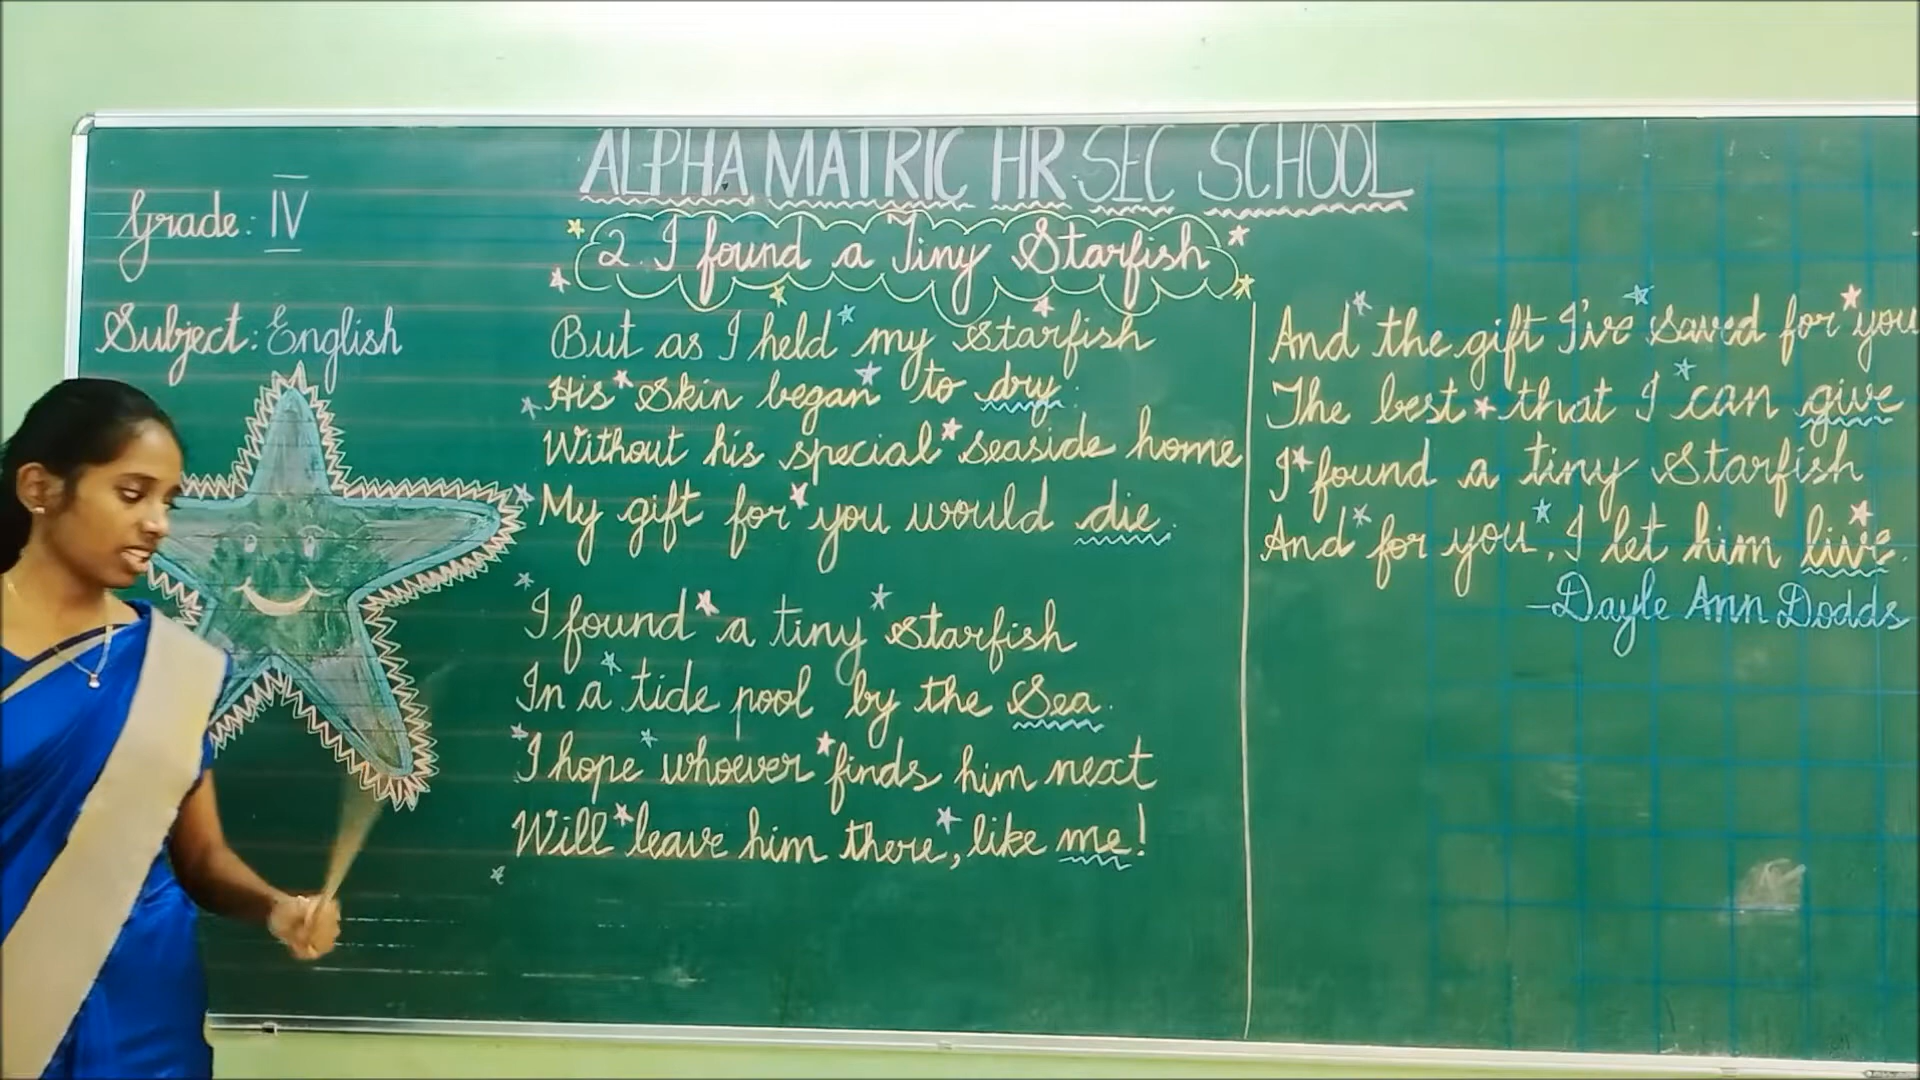 ALPHA MATRIC HR SEC SCHOOL
Grade: IV
Subject: English
2. I found a Tiny Starfish
But as I held my starfish
His skin began to dry.
Without his special seaside home
My gift for you would die.
I found a tiny starfish
In a tide pool by the Sea.
I hope whoever finds him next
Will leave him there, like me!
And the gift I've saved for you
The best that I can give
I found a tiny starfish
And for you, I let him live.
-Dayle Ann Dodds